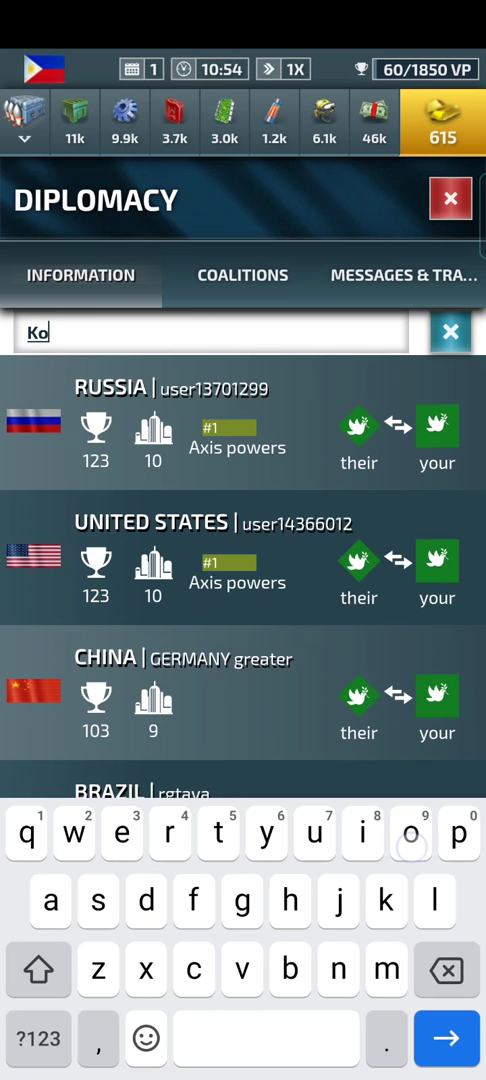 1 10:54 1X 60/1850 VP
11k 9.9k 3.7k 3.0k 1.2k 6.1k 46k 615
DIPLOMACY
INFORMATION COALITIONS MESSAGES & TRA...
Ko
RUSSIA | user13701299
#1
Axis powers
123 10 their your
UNITED STATES | user14366012
#1
Axis powers
123 10 their your
CHINA | GERMANY greater
103 9 their your
BRAZIL | rgtava
1 2 3 4 5 6 7 8 9 0
q w e r t y u i o p
a s d f g h j k l
z x c v b n m
?123 , .